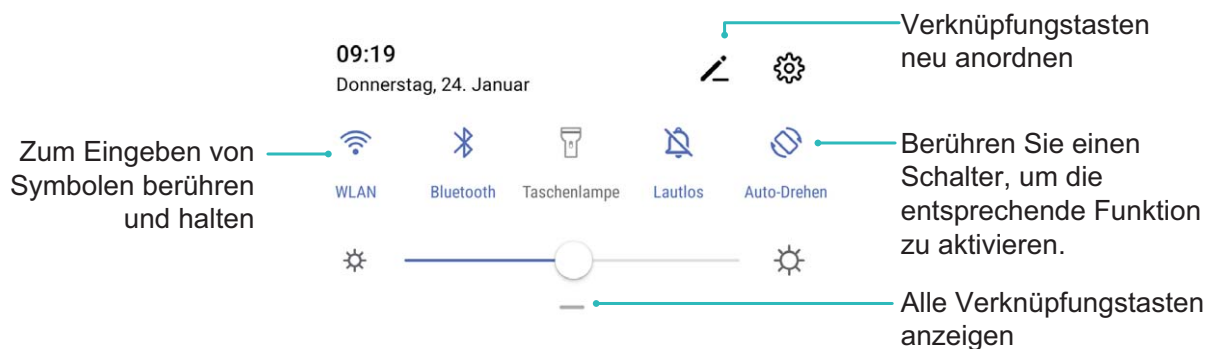 Verknüpfungstasten
neu anordnen
09:19
Donnerstag, 24. Januar
Zum Eingeben von
Symbolen berühren
und halten
WLAN Bluetooth Taschenlampe Lautlos Auto-Drehen
Berühren Sie einen
Schalter, um die
entsprechende Funktion
zu aktivieren.
Alle Verknüpfungstasten
anzeigen